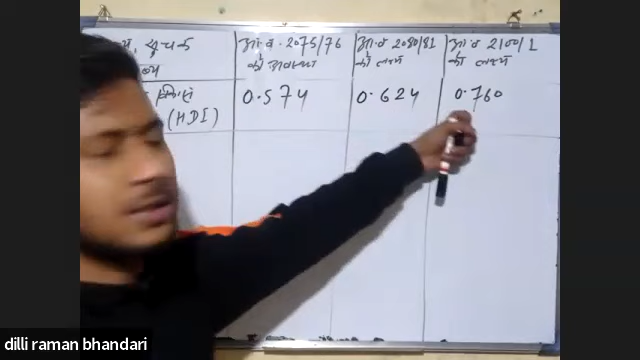 सूचक
आ.व. 2075/76
को अवस्था
आ.व 2080/81
को लक्ष्य
आ.व 2100/1
को लक्ष्य
(HDI)
0.574
0.624
0.760
dilli raman bhandari